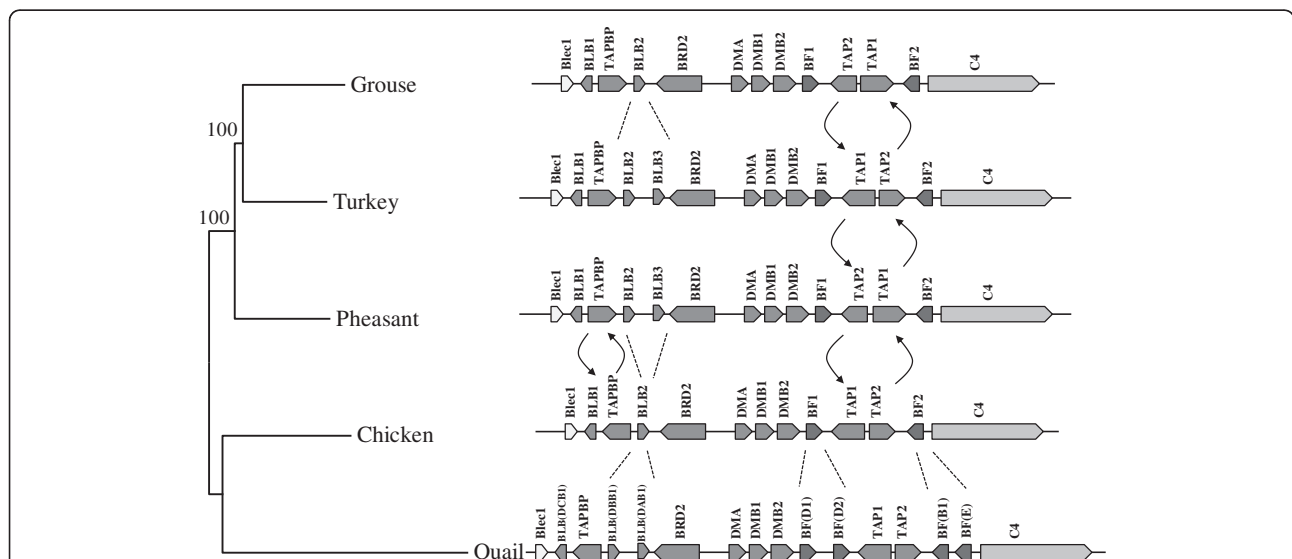 Blec1 BLB1 TAPBP BLB2 BRD2 DMA DMB1 DMB2 BF1 TAP2 TAP1 BF2 C4
Grouse
100
Blec1 BLB1 TAPBP BLB2 BLB3 BRD2 DMA DMB1 DMB2 BF1 TAP1 TAP2 BF2 C4
Turkey
100
Blec1 BLB1 TAPBP BLB2 BLB3 BRD2 DMA DMB1 DMB2 BF1 TAP2 TAP1 BF2 C4
Pheasant
Blec1 BLB1 TAPBP BLB2 BRD2 DMA DMB1 DMB2 BF1 TAP1 TAP2 BF2 C4
Chicken
Blec1 BLB(DCB1) TAPBP BLB(DBB1) BLB(DAB1) BRD2 DMA DMB1 DMB2 BF(D1) BF(D2) TAP1 TAP2 BF(B1) BF(E) C4
Quail